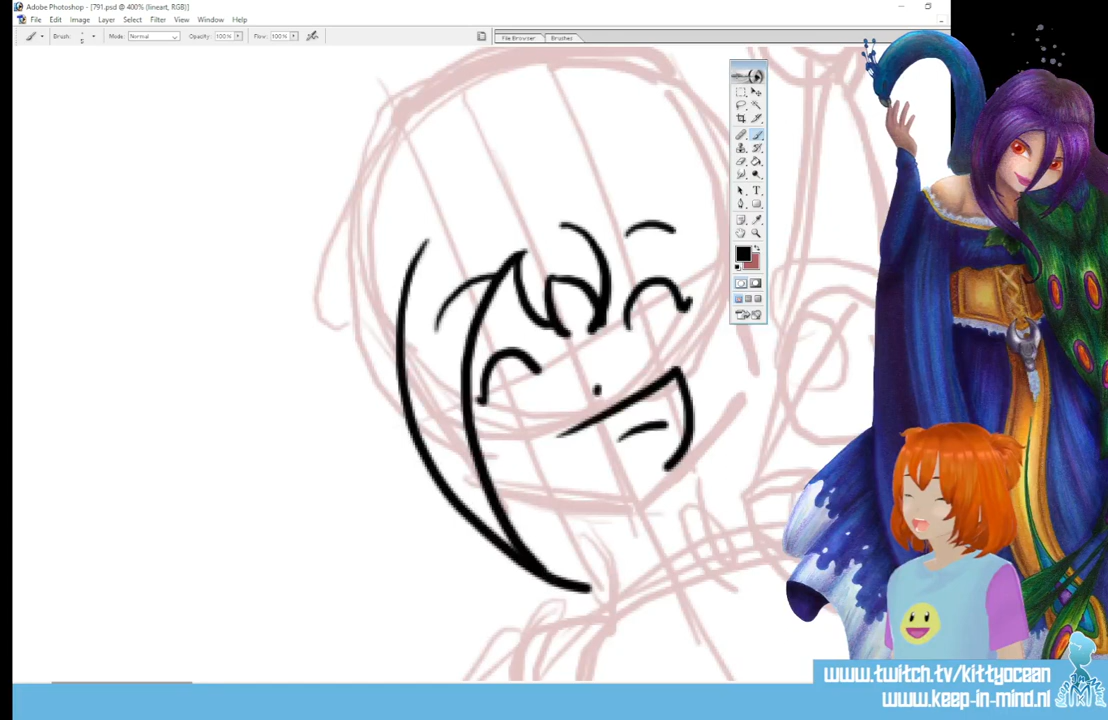 Adobe Photoshop - [791.psd @ 400% (lineart, RGB)]
File Edit Image Layer Select Filter View Window Help
Brush: 5 Mode: Normal Opacity: 100% Flow: 100%
File Browser Brushes
T
www.twitch.tv/kittyocean
www.keep-in-mind.nl